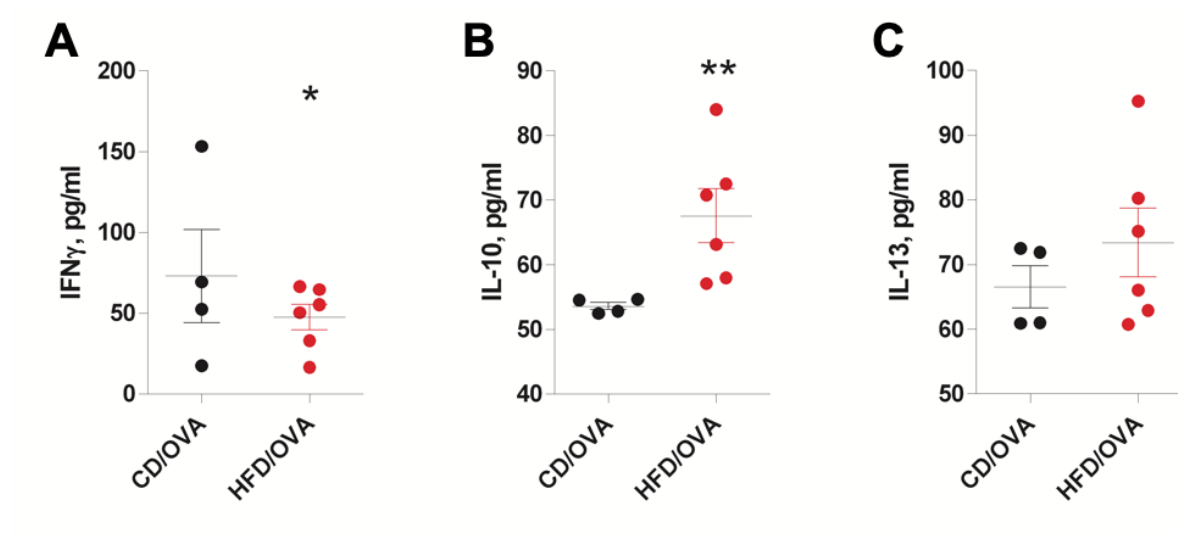 A
IFNγ, pg/ml
200
150
100
50
0
*
CD/OVA
HFD/OVA
B
IL-10, pg/ml
90
80
70
60
50
40
**
CD/OVA
HFD/OVA
C
IL-13, pg/ml
100
90
80
70
60
50
CD/OVA
HFD/OVA